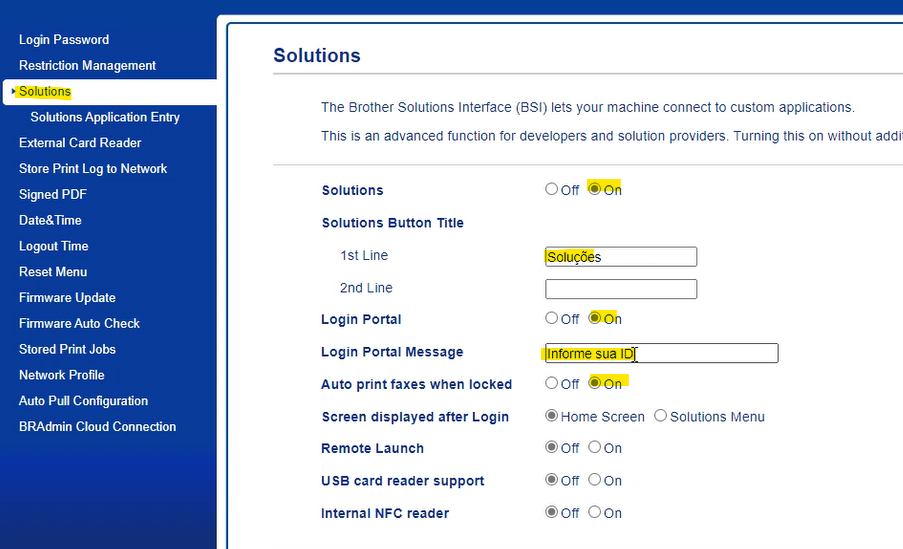 Login Password
Restriction Management
Solutions
Solutions Application Entry
External Card Reader
Store Print Log to Network
Signed PDF
Date&Time
Logout Time
Reset Menu
Firmware Update
Firmware Auto Check
Stored Print Jobs
Network Profile
Auto Pull Configuration
BRAdmin Cloud Connection
Solutions
The Brother Solutions Interface (BSI) lets your machine connect to custom applications.
This is an advanced function for developers and solution providers. Turning this on without
Solutions Off On
Solutions Button Title
1st Line Soluções
2nd Line
Login Portal Off On
Login Portal Message Informe sua ID
Auto print faxes when locked Off On
Screen displayed after Login Home Screen Solutions Menu
Remote Launch Off On
USB card reader support Off On
Internal NFC reader Off On